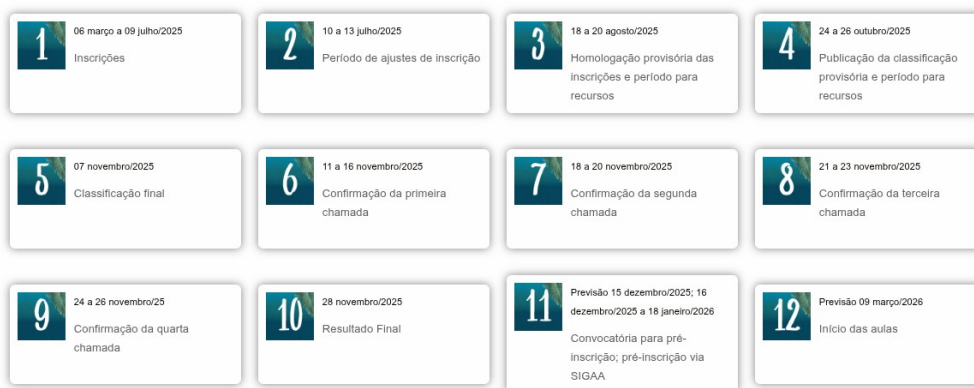 1
06 março a 09 julho/2025
Inscrições
2
10 a 13 julho/2025
Período de ajustes de inscrição
3
18 a 20 agosto/2025
Homologação provisória das
inscrições e período para
recursos
4
24 a 26 outubro/2025
Publicação da classificação
provisória e período para
recursos
5
07 novembro/2025
Classificação final
6
11 a 16 novembro/2025
Confirmação da primeira
chamada
7
18 a 20 novembro/2025
Confirmação da segunda
chamada
8
21 a 23 novembro/2025
Confirmação da terceira
chamada
9
24 a 26 novembro/25
Confirmação da quarta
chamada
10
28 novembro/2025
Resultado Final
11
Previsão 15 dezembro/2025; 16
dezembro/2025 a 18 janeiro/2026
Convocatória para pré-
inscrição; pré-inscrição via
SIGAA
12
Previsão 09 março/2026
Início das aulas